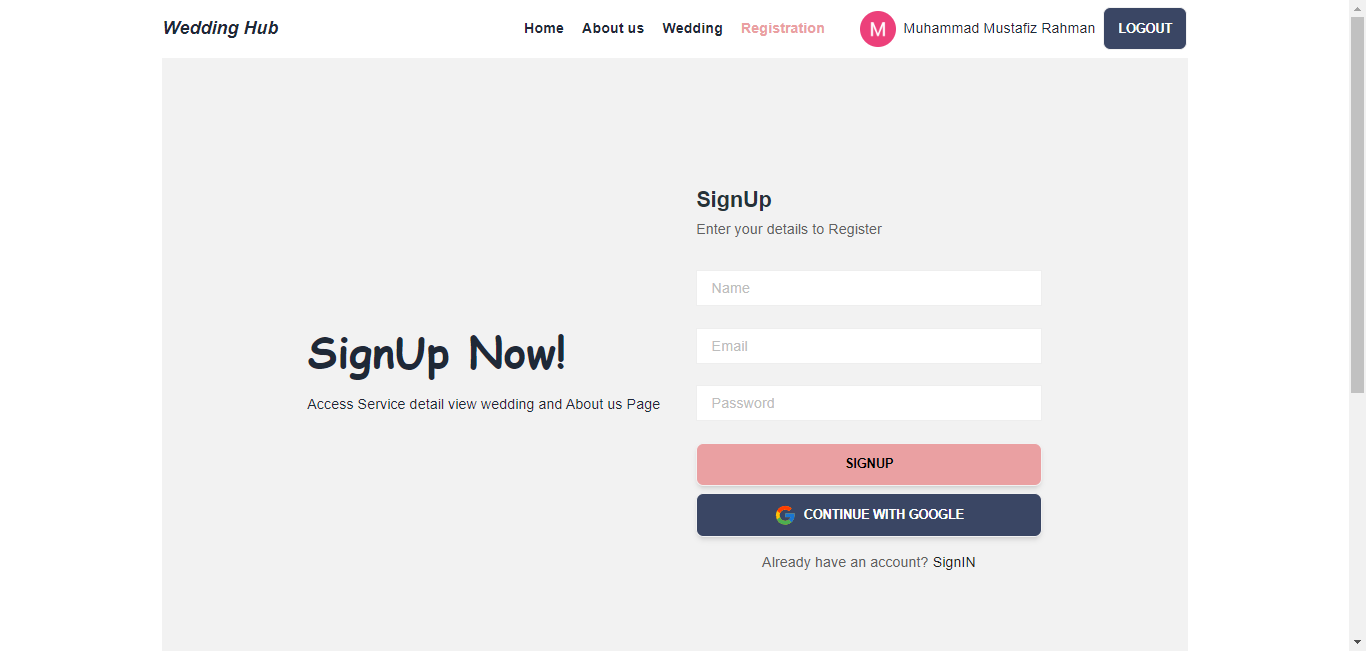 Wedding Hub
Home About us Wedding Registration M Muhammad Mustafiz Rahman LOGOUT
SignUp
Enter your details to Register
Name
Email
SignUp Now!
Access Service detail view wedding and About us Page
Password
SIGNUP
CONTINUE WITH GOOGLE
Already have an account? SignIN